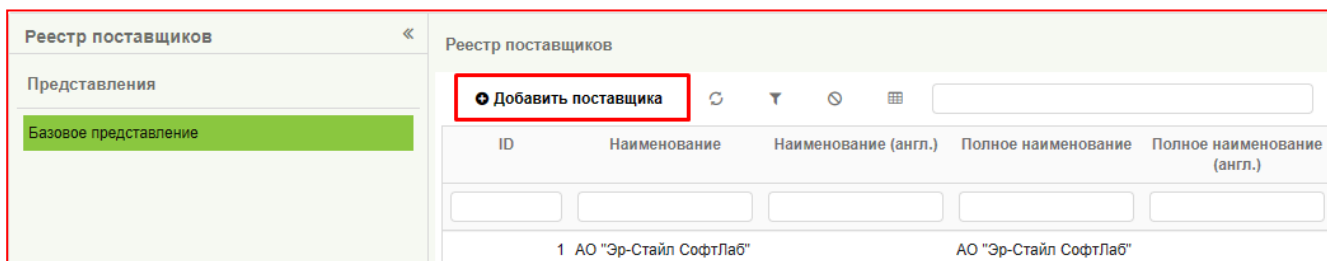 Реестр поставщиков «
Представления
Базовое представление
Реестр поставщиков
Добавить поставщика
ID Наименование Наименование (англ.) Полное наименование Полное наименование
(англ.)
1 АО "Эр-Стайл СофтЛаб" АО "Эр-Стайл СофтЛаб"